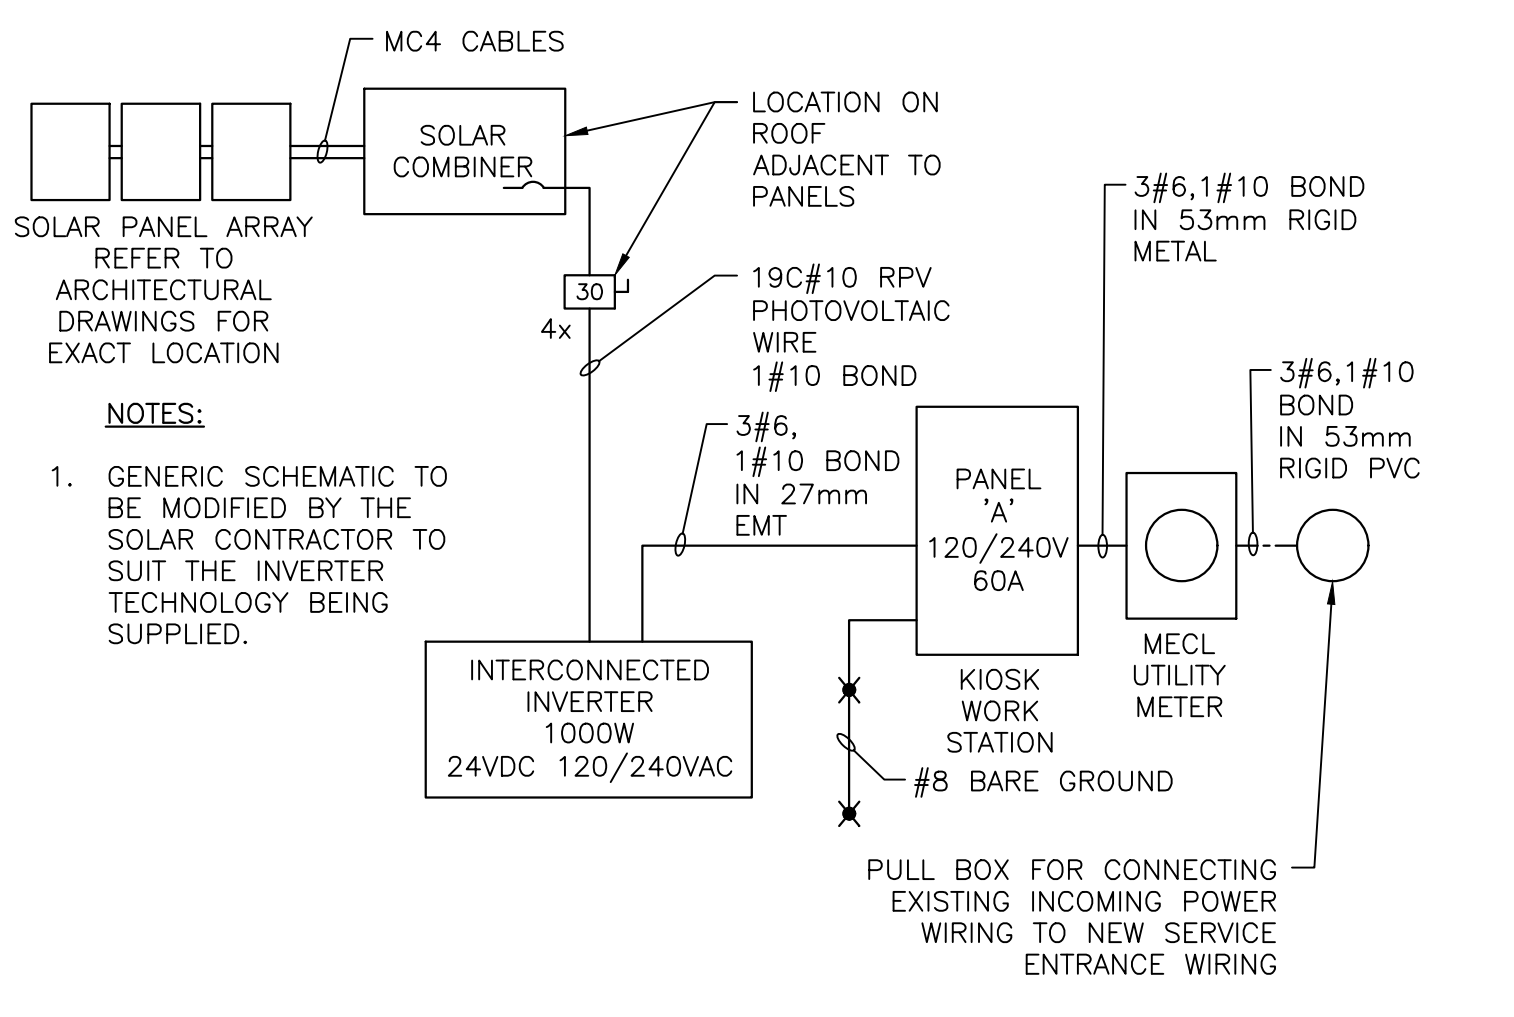 MC4 CABLES
SOLAR
COMBINER
LOCATION ON
ROOF
ADJACENT TO
PANELS
SOLAR PANEL ARRAY
REFER TO
ARCHITECTURAL
DRAWINGS FOR
EXACT LOCATION
30
4x
19C#10 RPV
PHOTOVOLTAIC
WIRE
1#10 BOND
3#6,1#10 BOND
IN 53mm RIGID
METAL
3#6,1#10
BOND
IN 53mm
RIGID PVC
NOTES:
1. GENERIC SCHEMATIC TO
BE MODIFIED BY THE
SOLAR CONTRACTOR TO
SUIT THE INVERTER
TECHNOLOGY BEING
SUPPLIED.
3#6,
1#10 BOND
IN 27mm
EMT
PANEL
'A'
120/240V
60A
KIOSK
WORK
STATION
MECL
UTILITY
METER
INTERCONNECTED
INVERTER
1000W
24VDC 120/240VAC
#8 BARE GROUND
PULL BOX FOR CONNECTING
EXISTING INCOMING POWER
WIRING TO NEW SERVICE
ENTRANCE WIRING